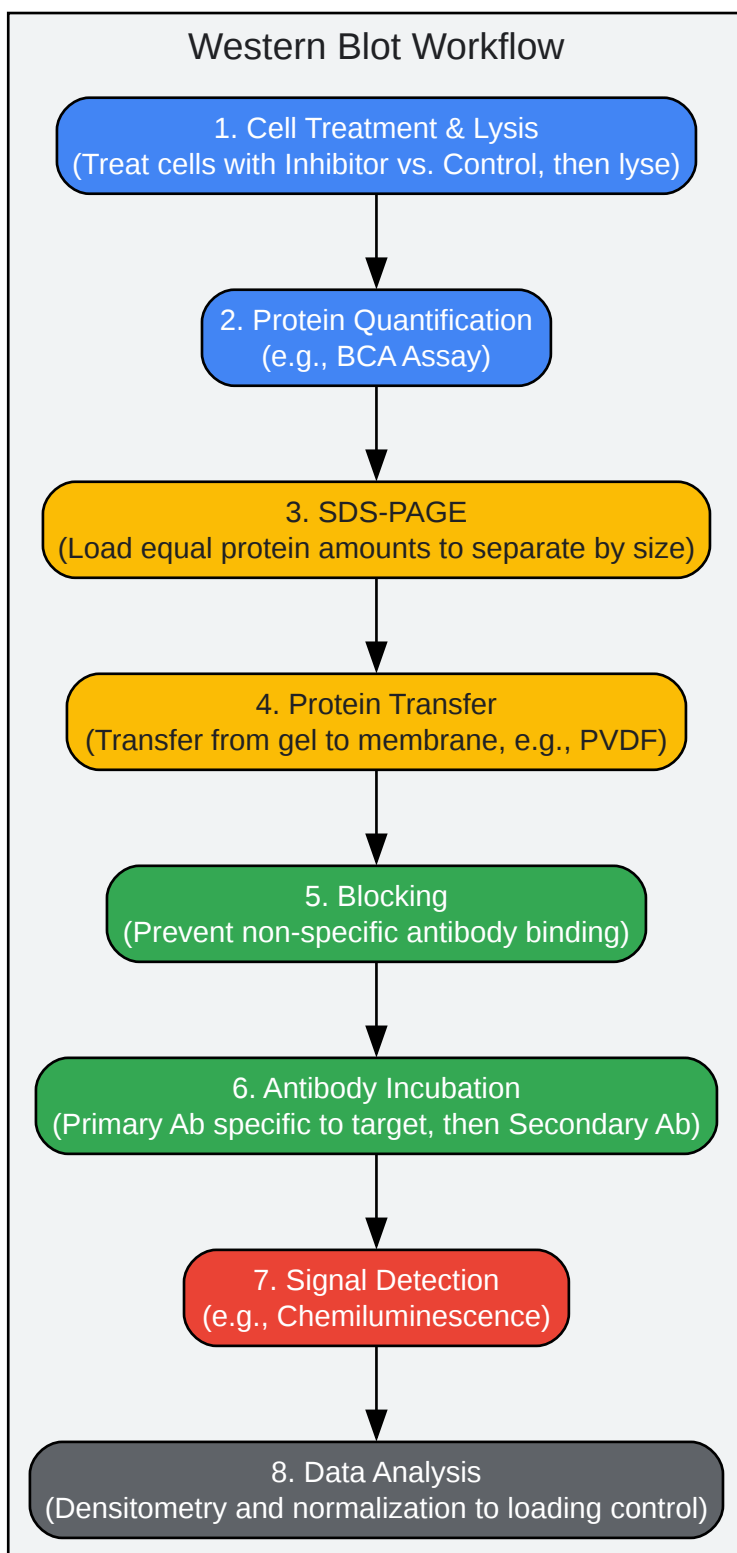 Western Blot Workflow
1. Cell Treatment & Lysis
(Treat cells with Inhibitor vs. Control, then lyse)
2. Protein Quantification
(e.g., BCA Assay)
3. SDS-PAGE
(Load equal protein amounts to separate by size)
4. Protein Transfer
(Transfer from gel to membrane, e.g., PVDF)
5. Blocking
(Prevent non-specific antibody binding)
6. Antibody Incubation
(Primary Ab specific to target, then Secondary Ab)
7. Signal Detection
(e.g., Chemiluminescence)
8. Data Analysis
(Densitometry and normalization to loading control)